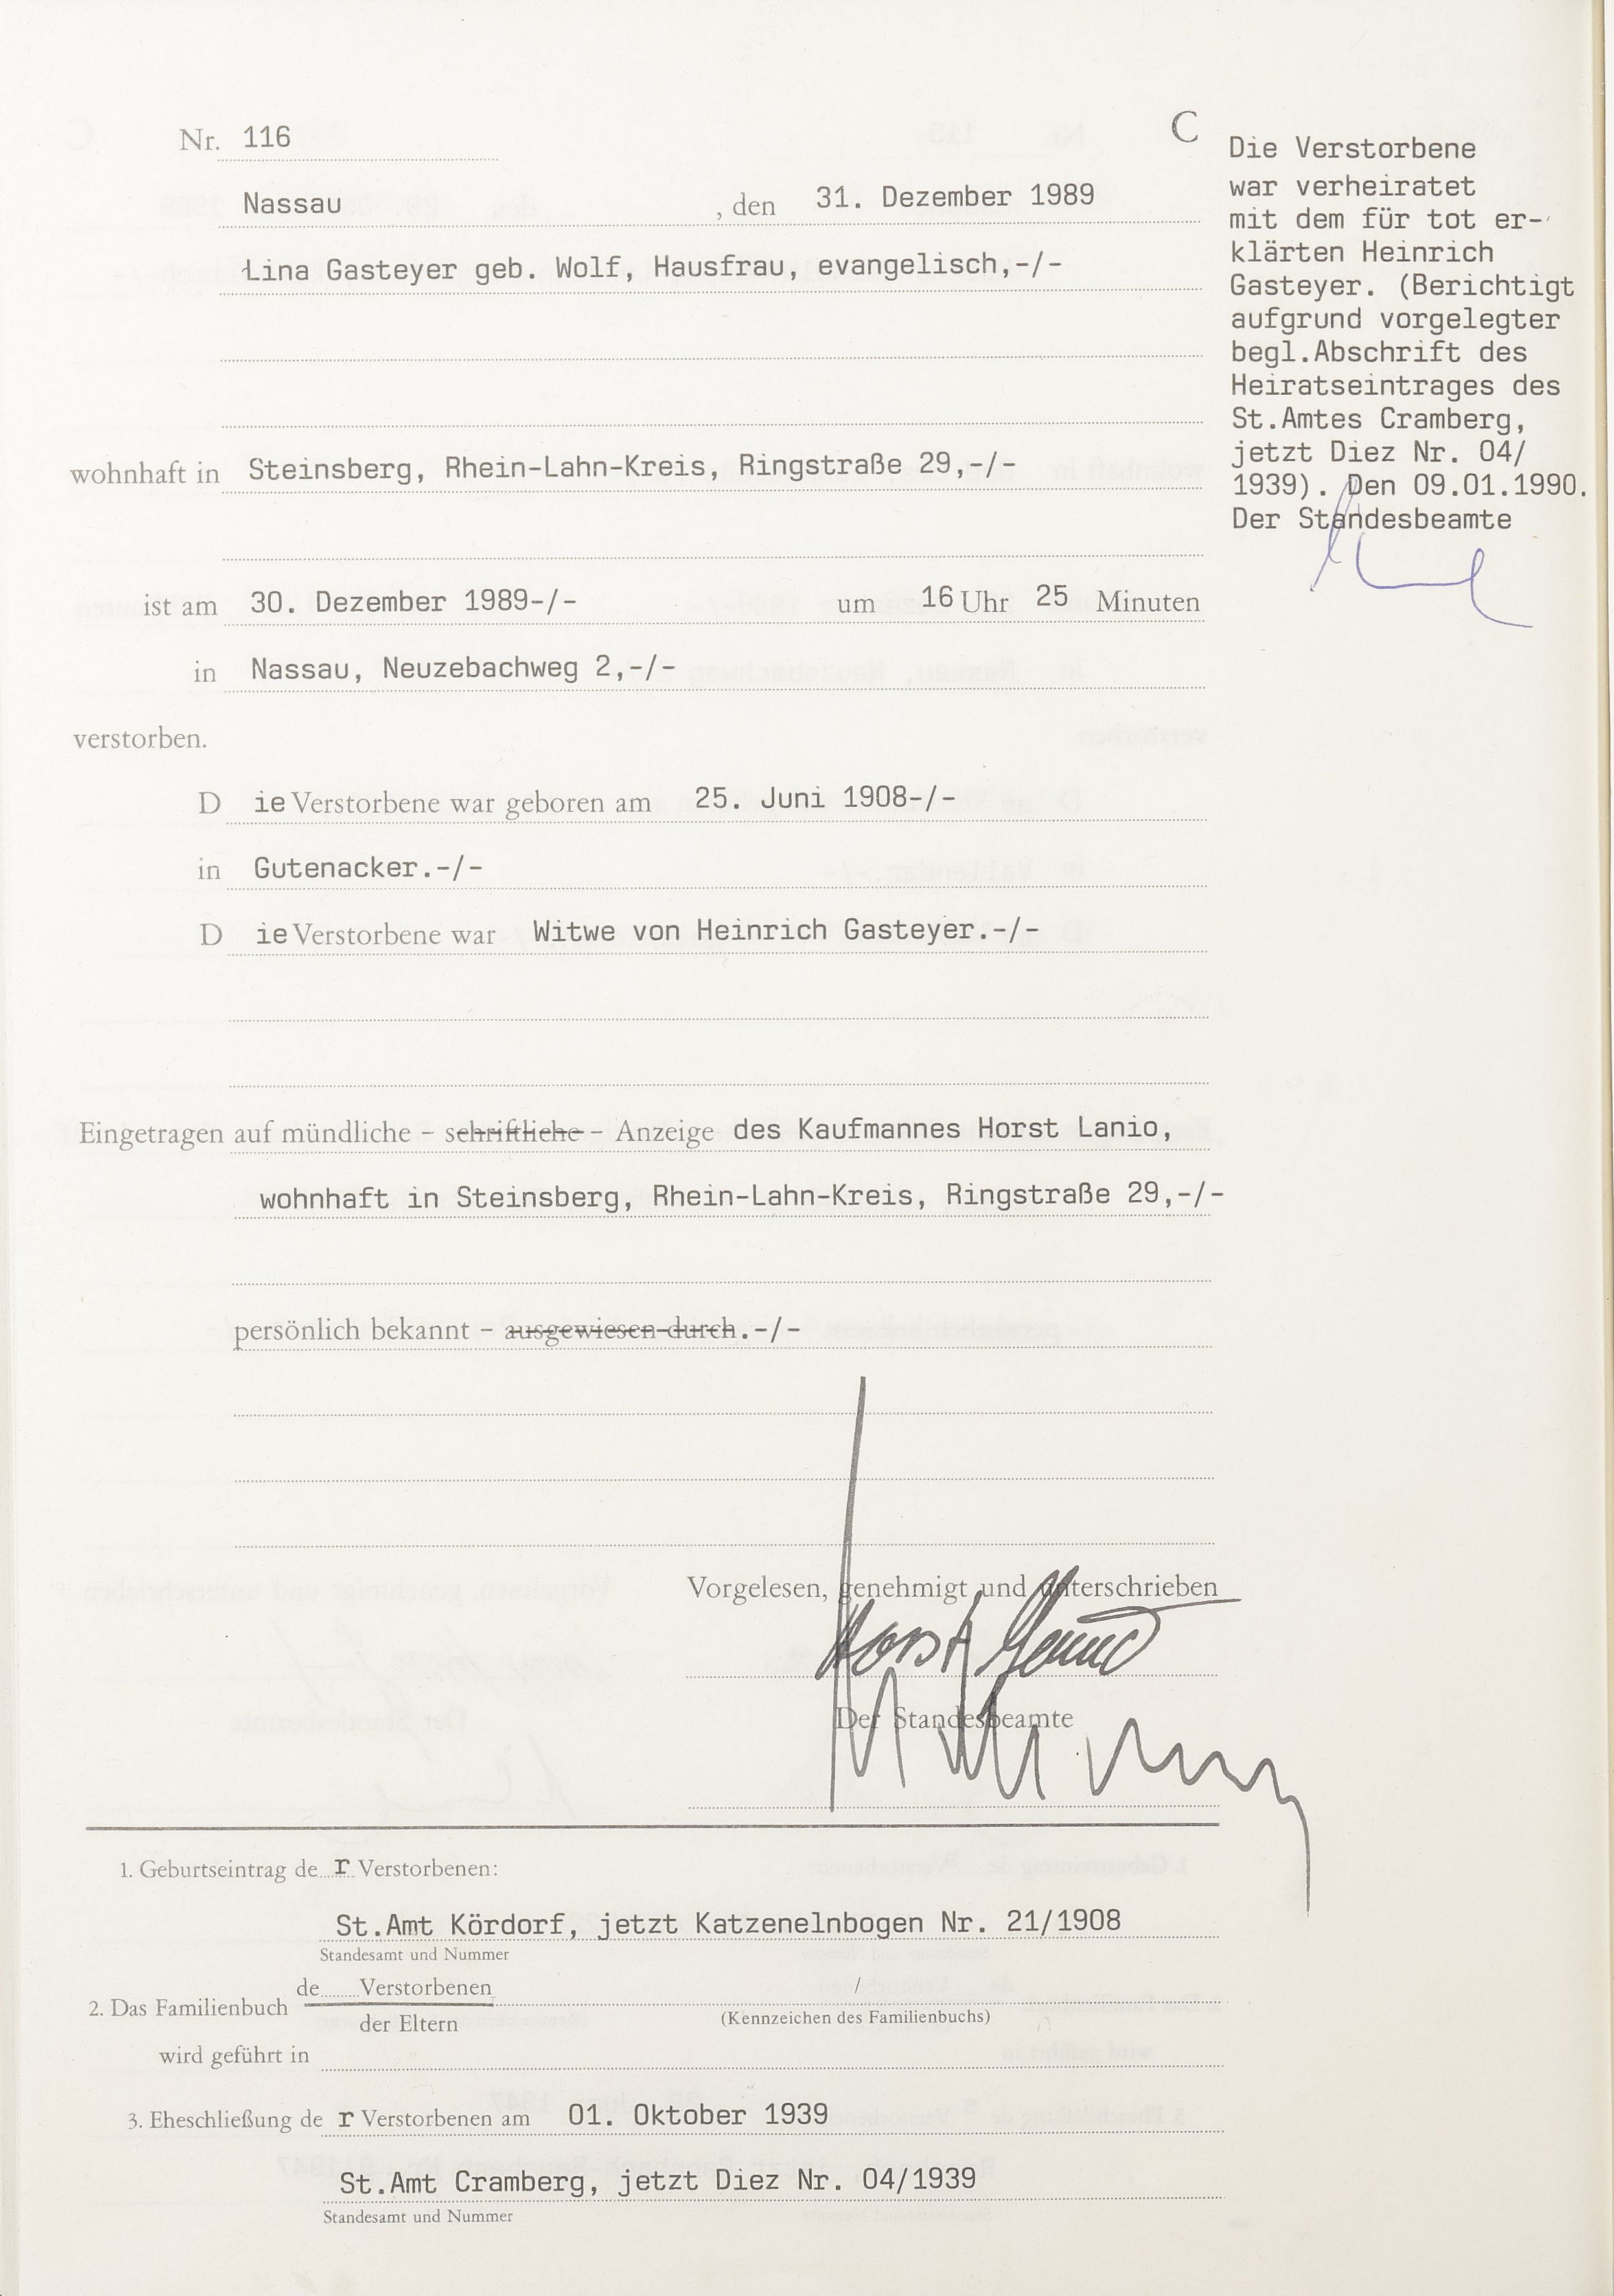 Nr. 116
C
Nassau , den 31. Dezember 1989
Lina Gasteyer geb. Wolf, Hausfrau, evangelisch,-/-
wohnhaft in Steinsberg, Rhein-Lahn-Kreis, Ringstraße 29,-/-
ist am 30. Dezember 1989-/- um 16 Uhr 25 Minuten
in Nassau, Neuzebachweg 2,-/-
verstorben.
D ie Verstorbene war geboren am 25. Juni 1908-/-
in Gutenacker.-/-
D ie Verstorbene war Witwe von Heinrich Gasteyer.-/-
Eingetragen auf mündliche – schriftliche – Anzeige des Kaufmannes Horst Lanio,
wohnhaft in Steinsberg, Rhein-Lahn-Kreis, Ringstraße 29,-/-
persönlich bekannt – ausgewiesen durch.-/-
Vorgelesen, genehmigt und unterschrieben
Horst Lanio
Der Standesbeamte
1. Geburtseintrag de r Verstorbenen:
St.Amt Kördorf, jetzt Katzenelnbogen Nr. 21/1908
Standesamt und Nummer
2. Das Familienbuch de Verstorbenen /
der Eltern (Kennzeichen des Familienbuchs)
wird geführt in
3. Eheschließung de r Verstorbenen am 01. Oktober 1939
St.Amt Cramberg, jetzt Diez Nr. 04/1939
Standesamt und Nummer
Die Verstorbene
war verheiratet
mit dem für tot er-
klärten Heinrich
Gasteyer. (Berichtigt
aufgrund vorgelegter
begl.Abschrift des
Heiratseintrages des
St.Amtes Cramberg,
jetzt Diez Nr. 04/
1939). Den 09.01.1990.
Der Standesbeamte